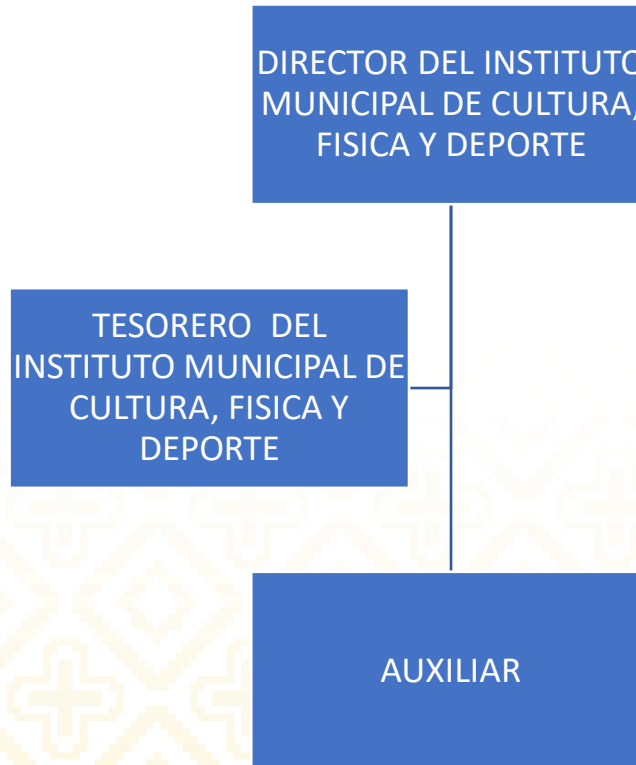 DIRECTOR DEL INSTITUTO
MUNICIPAL DE CULTURA,
FISICA Y DEPORTE
TESORERO DEL
INSTITUTO MUNICIPAL DE
CULTURA, FISICA Y
DEPORTE
AUXILIAR